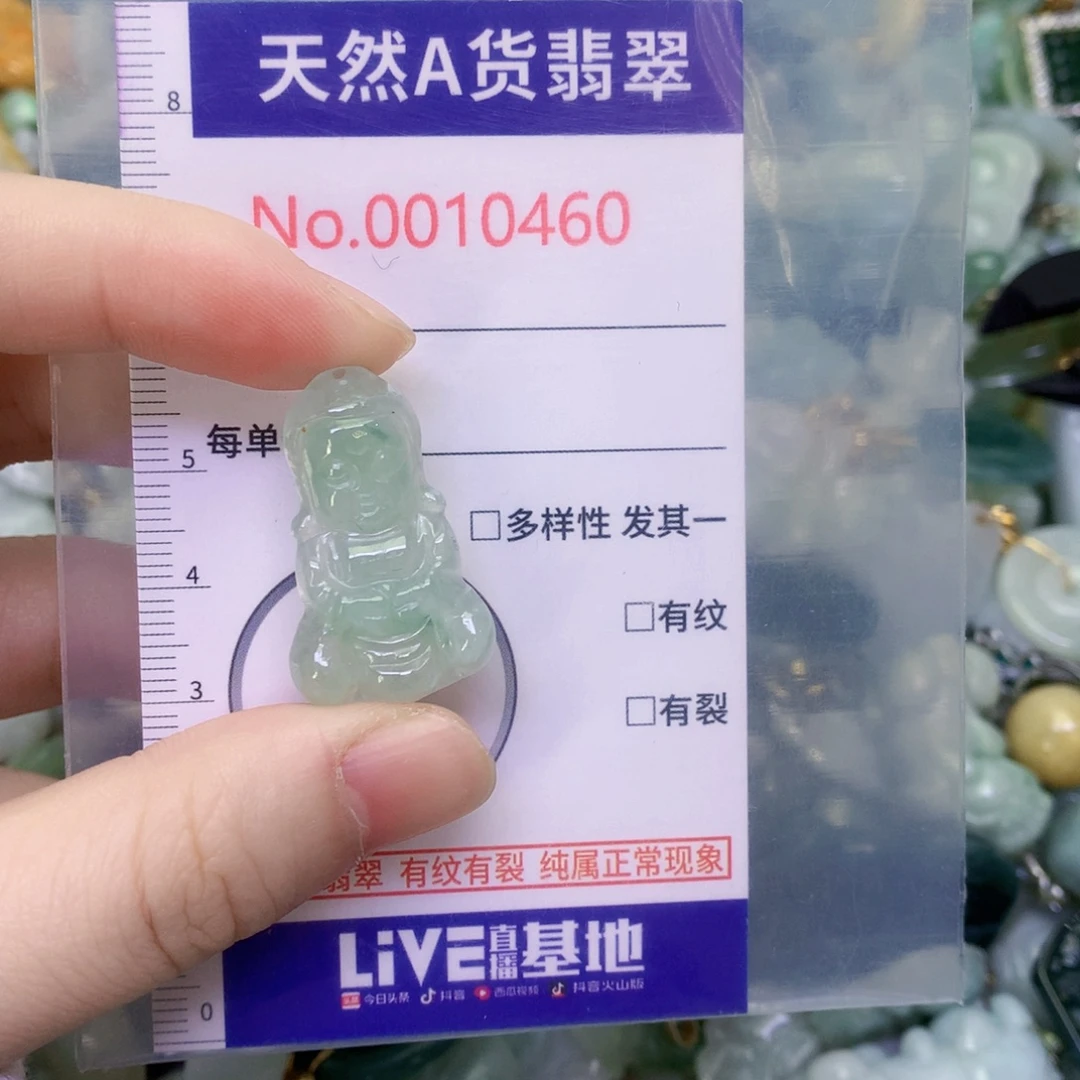 天然A货翡翠
8
No.0010460
每单
5
□多样性 发其一
4
□有纹
3
□有裂
翡翠 有纹有裂 纯属正常现象
LiVE直播基地
头条 今日头条 抖音 西瓜视频 抖音火山版
0